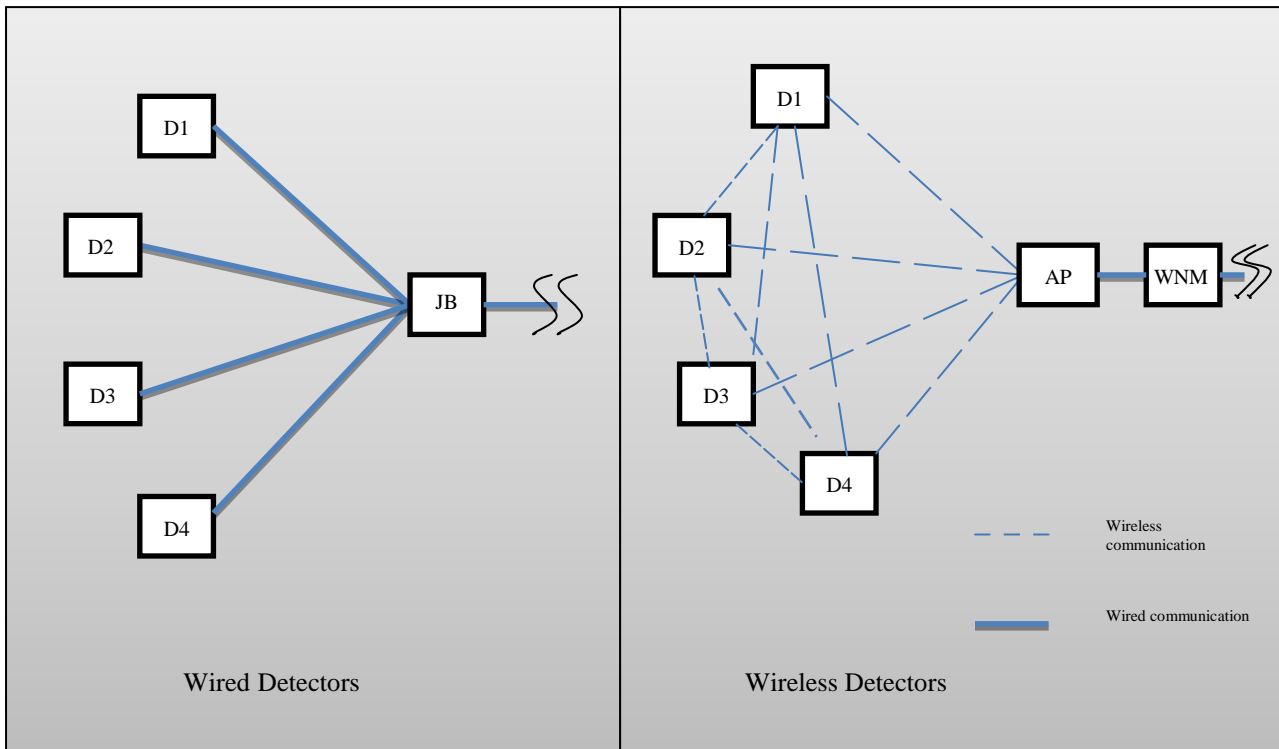 D1
D2
D3
D4
JB
Wired Detectors
D1
D2
D3
D4
AP
WNM
Wireless
communication
Wired communication
Wireless Detectors